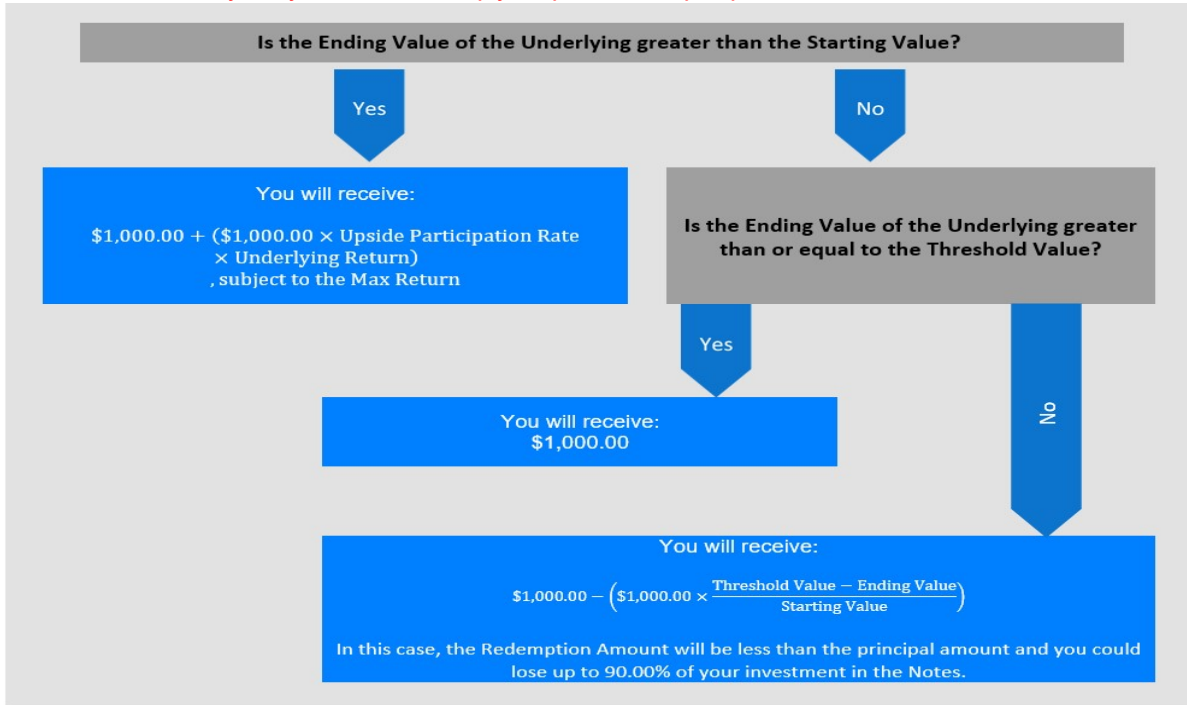 Is the Ending Value of the Underlying greater than the Starting Value?
Yes
No
You will receive:
$1,000.00 + ($1,000.00 × Upside Participation Rate
× Underlying Return)
, subject to the Max Return
Is the Ending Value of the Underlying greater
than or equal to the Threshold Value?
Yes
No
You will receive:
$1,000.00
You will receive:
$1,000.00 − ($1,000.00 × Threshold Value − Ending Value / Starting Value)
In this case, the Redemption Amount will be less than the principal amount and you could
lose up to 90.00% of your investment in the Notes.